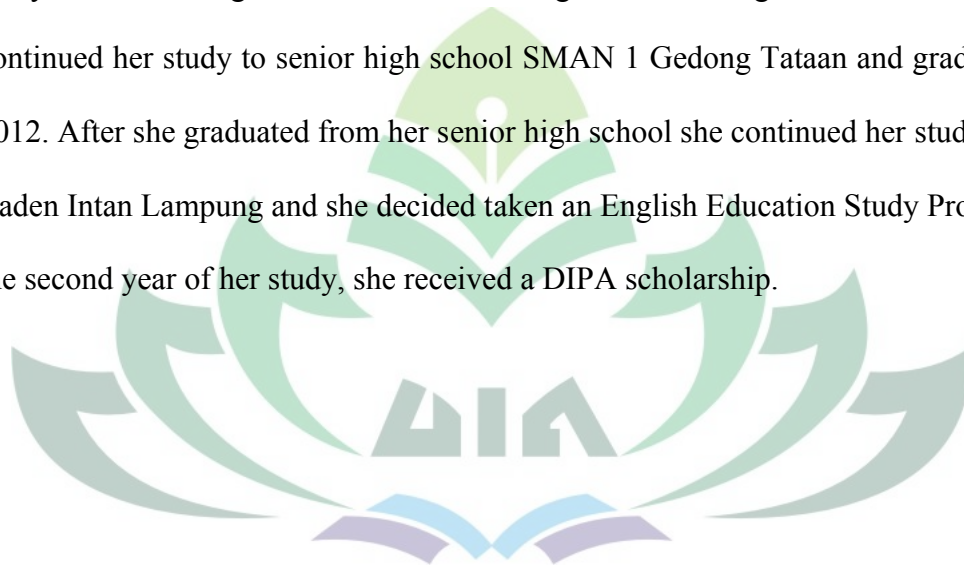 ontinued her study to senior high school SMAN 1 Gedong Tataan and grad
012. After she graduated from her senior high school she continued her stud
aden Intan Lampung and she decided taken an English Education Study Pro
e second year of her study, she received a DIPA scholarship.
UIN